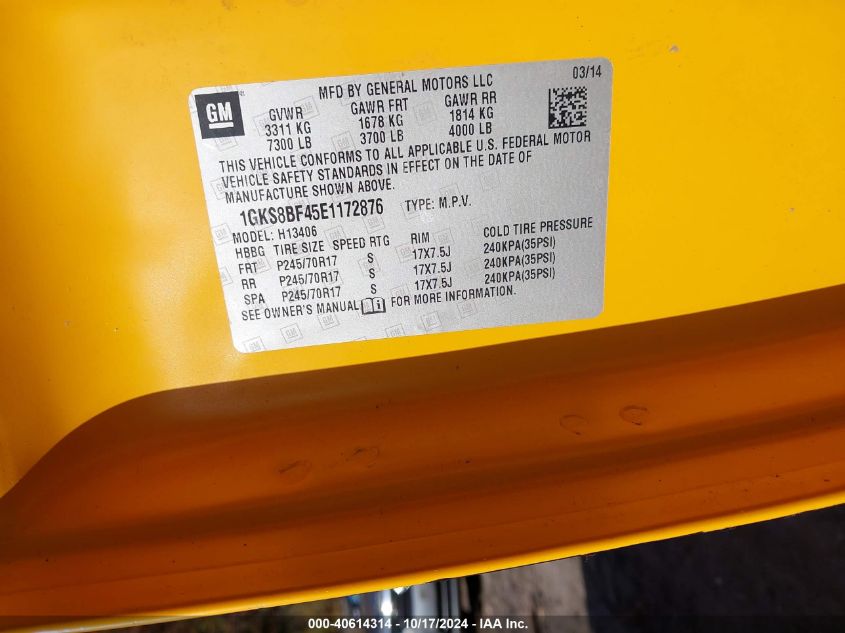 GM
MFD BY GENERAL MOTORS LLC
03/14
GVWR GAWR FRT GAWR RR
3311 KG 1678 KG 1814 KG
7300 LB 3700 LB 4000 LB
THIS VEHICLE CONFORMS TO ALL APPLICABLE U.S. FEDERAL MOTOR
VEHICLE SAFETY STANDARDS IN EFFECT ON THE DATE OF
MANUFACTURE SHOWN ABOVE.
1GKS8BF45E1172876 TYPE: M.P.V.
MODEL: H13406
HBBG TIRE SIZE SPEED RTG RIM COLD TIRE PRESSURE
FRT P245/70R17 S 17X7.5J 240KPA(35PSI)
RR P245/70R17 S 17X7.5J 240KPA(35PSI)
SPA P245/70R17 S 17X7.5J 240KPA(35PSI)
SEE OWNER'S MANUAL FOR MORE INFORMATION.
000-40614314 - 10/17/2024 - IAA Inc.